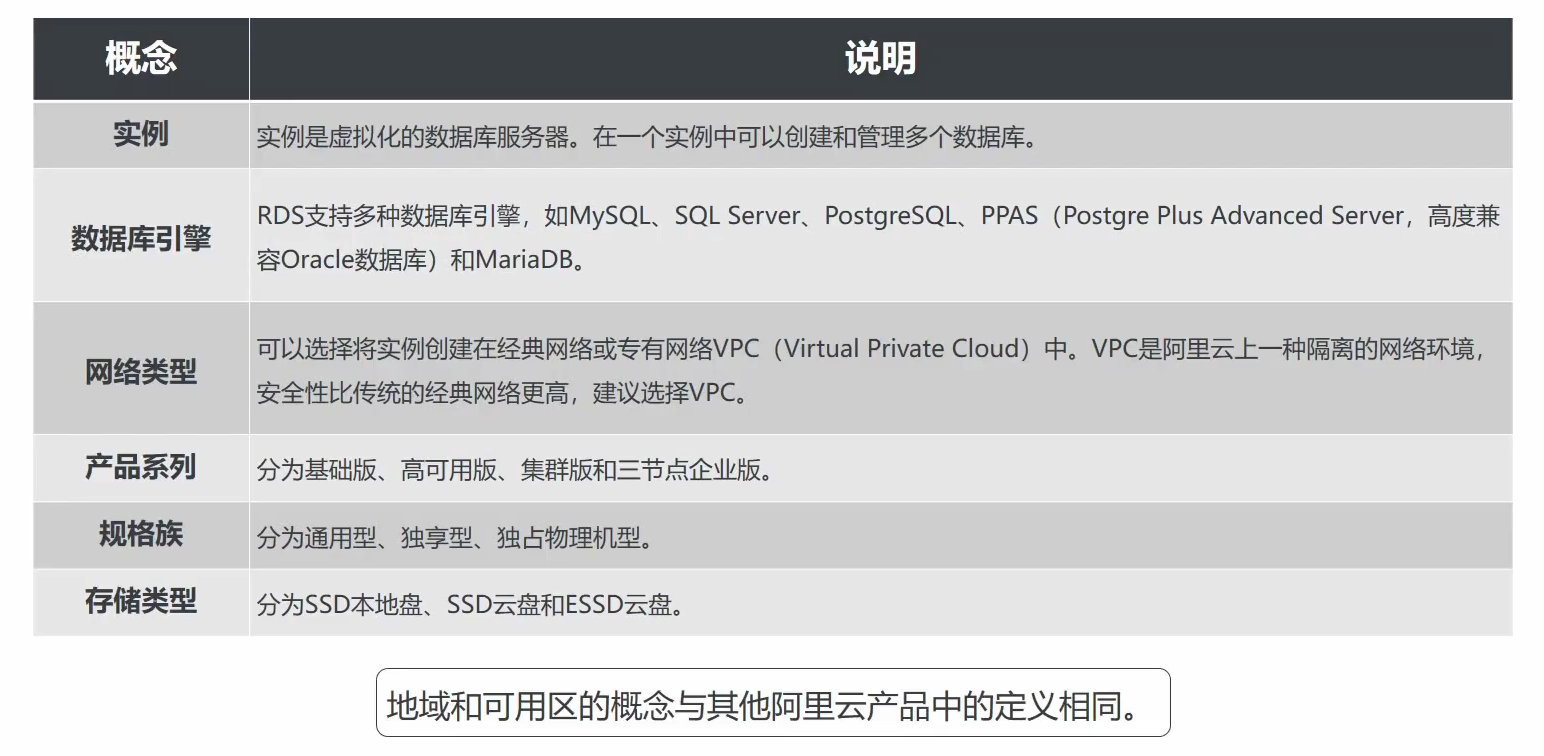 概念
说明
实例
实例是虚拟化的数据库服务器。在一个实例中可以创建和管理多个数据库。
数据库引擎
RDS支持多种数据库引擎，如MySQL、SQL Server、PostgreSQL、PPAS（Postgre Plus Advanced Server，高度兼
容Oracle数据库）和MariaDB。
网络类型
可以选择将实例创建在经典网络或专有网络VPC（Virtual Private Cloud）中。VPC是阿里云上一种隔离的网络环境，
安全性比传统的经典网络更高，建议选择VPC。
产品系列
分为基础版、高可用版、集群版和三节点企业版。
规格族
分为通用型、独享型、独占物理机型。
存储类型
分为SSD本地盘、SSD云盘和ESSD云盘。
地域和可用区的概念与其他阿里云产品中的定义相同。